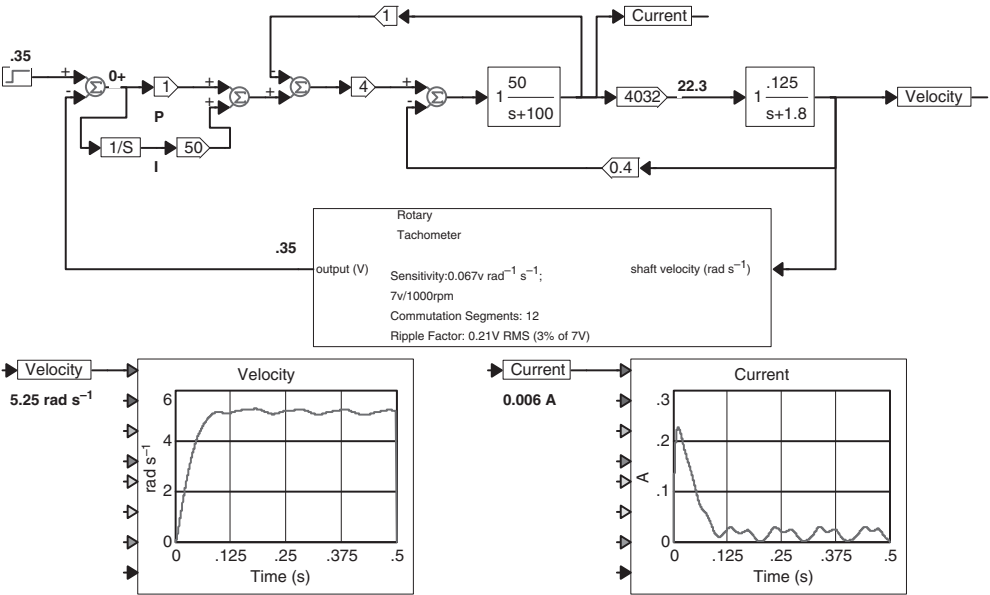 1
Current
.35
+
-
0+
1
P
+
+
-
+
4
+
-
1 50
s+100
4032
22.3
1 .125
s+1.8
Velocity
1/S
50
I
0.4
Rotary
Tachometer
.35
output (V)
shaft velocity (rad s⁻¹)
Sensitivity:0.067v rad⁻¹ s⁻¹;
7v/1000rpm
Commutation Segments: 12
Ripple Factor: 0.21V RMS (3% of 7V)
Velocity
5.25 rad s⁻¹
Velocity
rad s⁻¹
6
4
2
0
0 .125 .25 .375 .5
Time (s)
Current
0.006 A
Current
A
.3
.2
.1
0
0 .125 .25 .375 .5
Time (s)